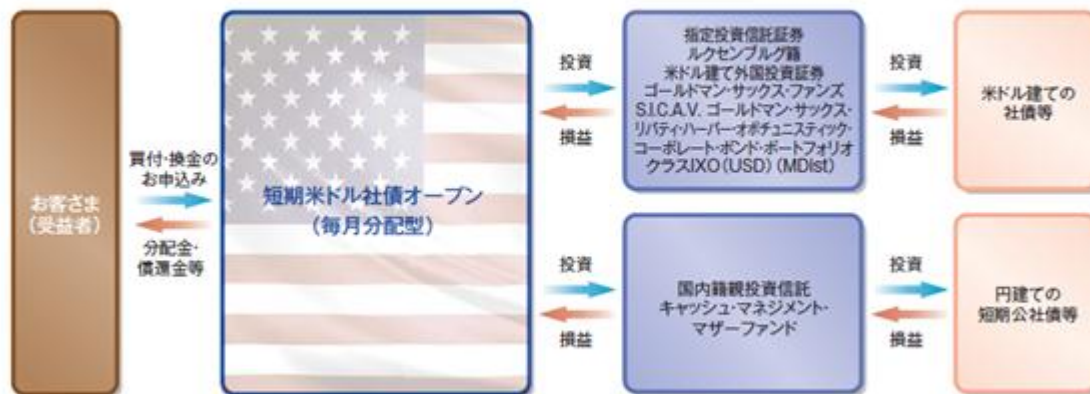 お客さま
(受益者)
買付・換金の
お申込み
分配金・
償還金等
短期米ドル社債オープン
(毎月分配型)
投資
損益
指定投資信託証券
ルクセンブルグ籍
米ドル建て外国投資証券
ゴールドマン・サックス・ファンズ
S.I.C.A.V. ゴールドマン・サックス・
リバティ・ハーバー・オポチュニスティック・
コーポレート・ボンド・ポートフォリオ
クラスIXO(USD)(MDist)
投資
損益
米ドル建ての
社債等
投資
損益
国内籍親投資信託
キャッシュ・マネジメント・
マザーファンド
投資
損益
円建ての
短期公社債等